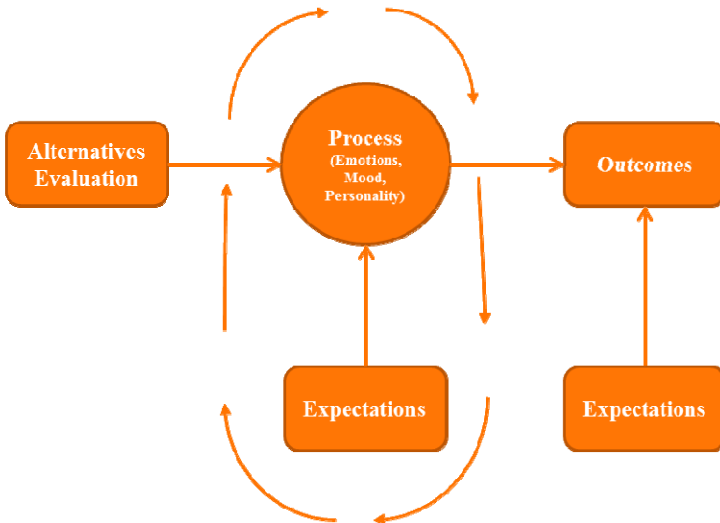 Alternatives
Evaluation
Process
(Emotions,
Mood,
Personality)
Outcomes
Expectations
Expectations